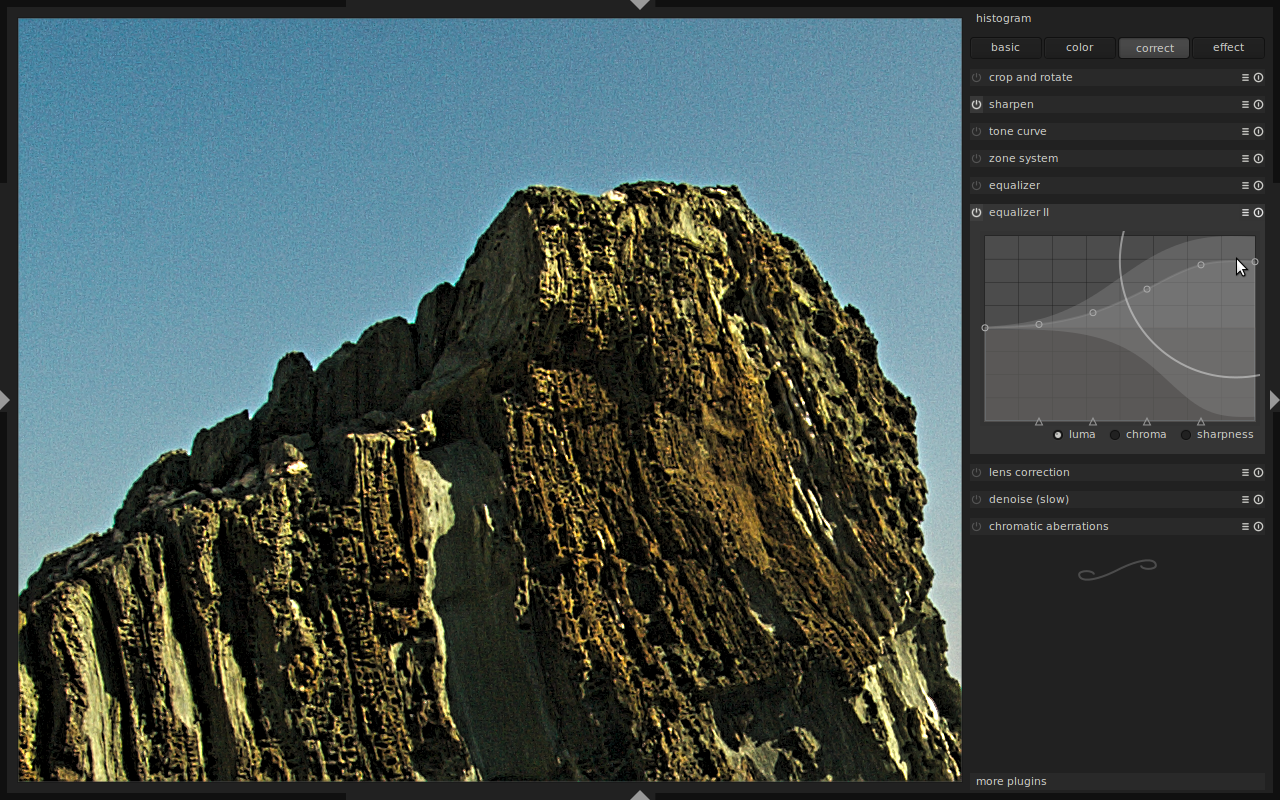 histogram
basic color correct effect
crop and rotate
sharpen
tone curve
zone system
equalizer
equalizer II
luma chroma sharpness
lens correction
denoise (slow)
chromatic aberrations
more plugins